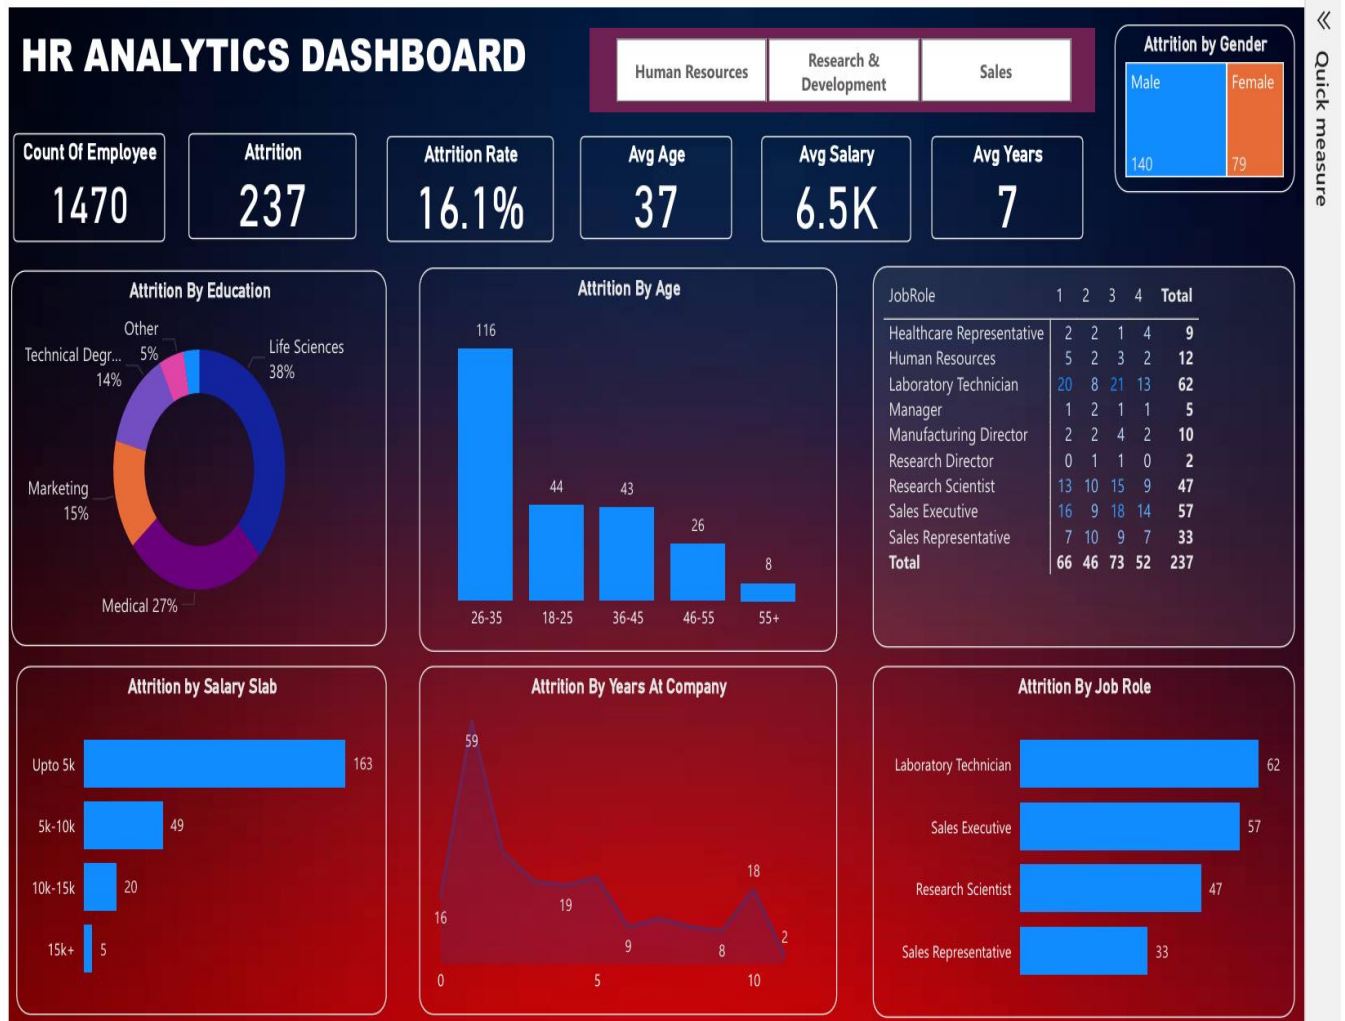 HR ANALYTICS DASHBOARD
Human Resources
Research &
Development
Sales
Attrition by Gender
Male
Female
140
79
Quick measure
Count Of Employee
1470
Attrition
237
Attrition Rate
16.1%
Avg Age
37
Avg Salary
6.5K
Avg Years
7
Attrition By Education
Other
5%
Life Sciences
38%
Technical Degr...
14%
Marketing
15%
Medical 27%
Attrition By Age
116
44
43
26
8
26-35 18-25 36-45 46-55 55+
JobRole 1 2 3 4 Total
Healthcare Representative 2 2 1 4 9
Human Resources 5 2 3 2 12
Laboratory Technician 20 8 21 13 62
Manager 1 2 1 1 5
Manufacturing Director 2 2 4 2 10
Research Director 0 1 1 0 2
Research Scientist 13 10 15 9 47
Sales Executive 16 9 18 14 57
Sales Representative 7 10 9 7 33
Total 66 46 73 52 237
Attrition by Salary Slab
Upto 5k 163
5k-10k 49
10k-15k 20
15k+ 5
Attrition By Years At Company
59
16
19
9
8
18
2
0 5 10
Attrition By Job Role
Laboratory Technician 62
Sales Executive 57
Research Scientist 47
Sales Representative 33